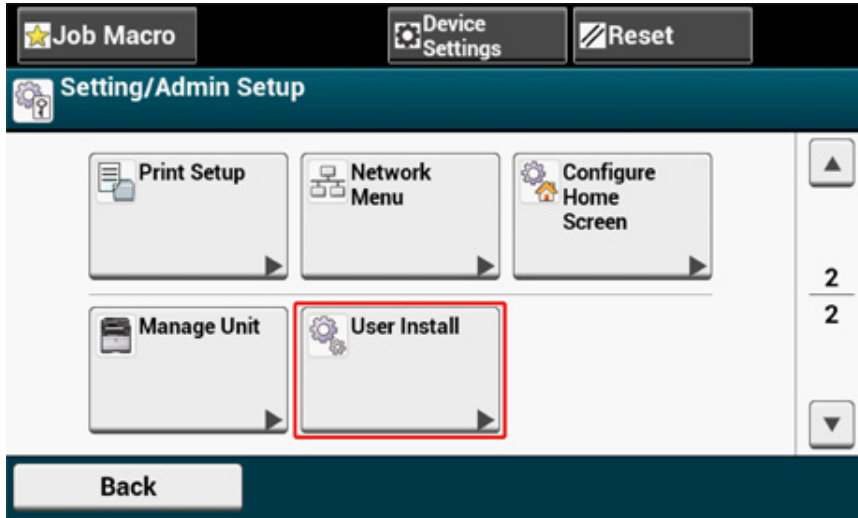 Job Macro
Device
Settings
Reset
Setting/Admin Setup
Print Setup
Network
Menu
Configure
Home
Screen
2
2
Manage Unit
User Install
Back